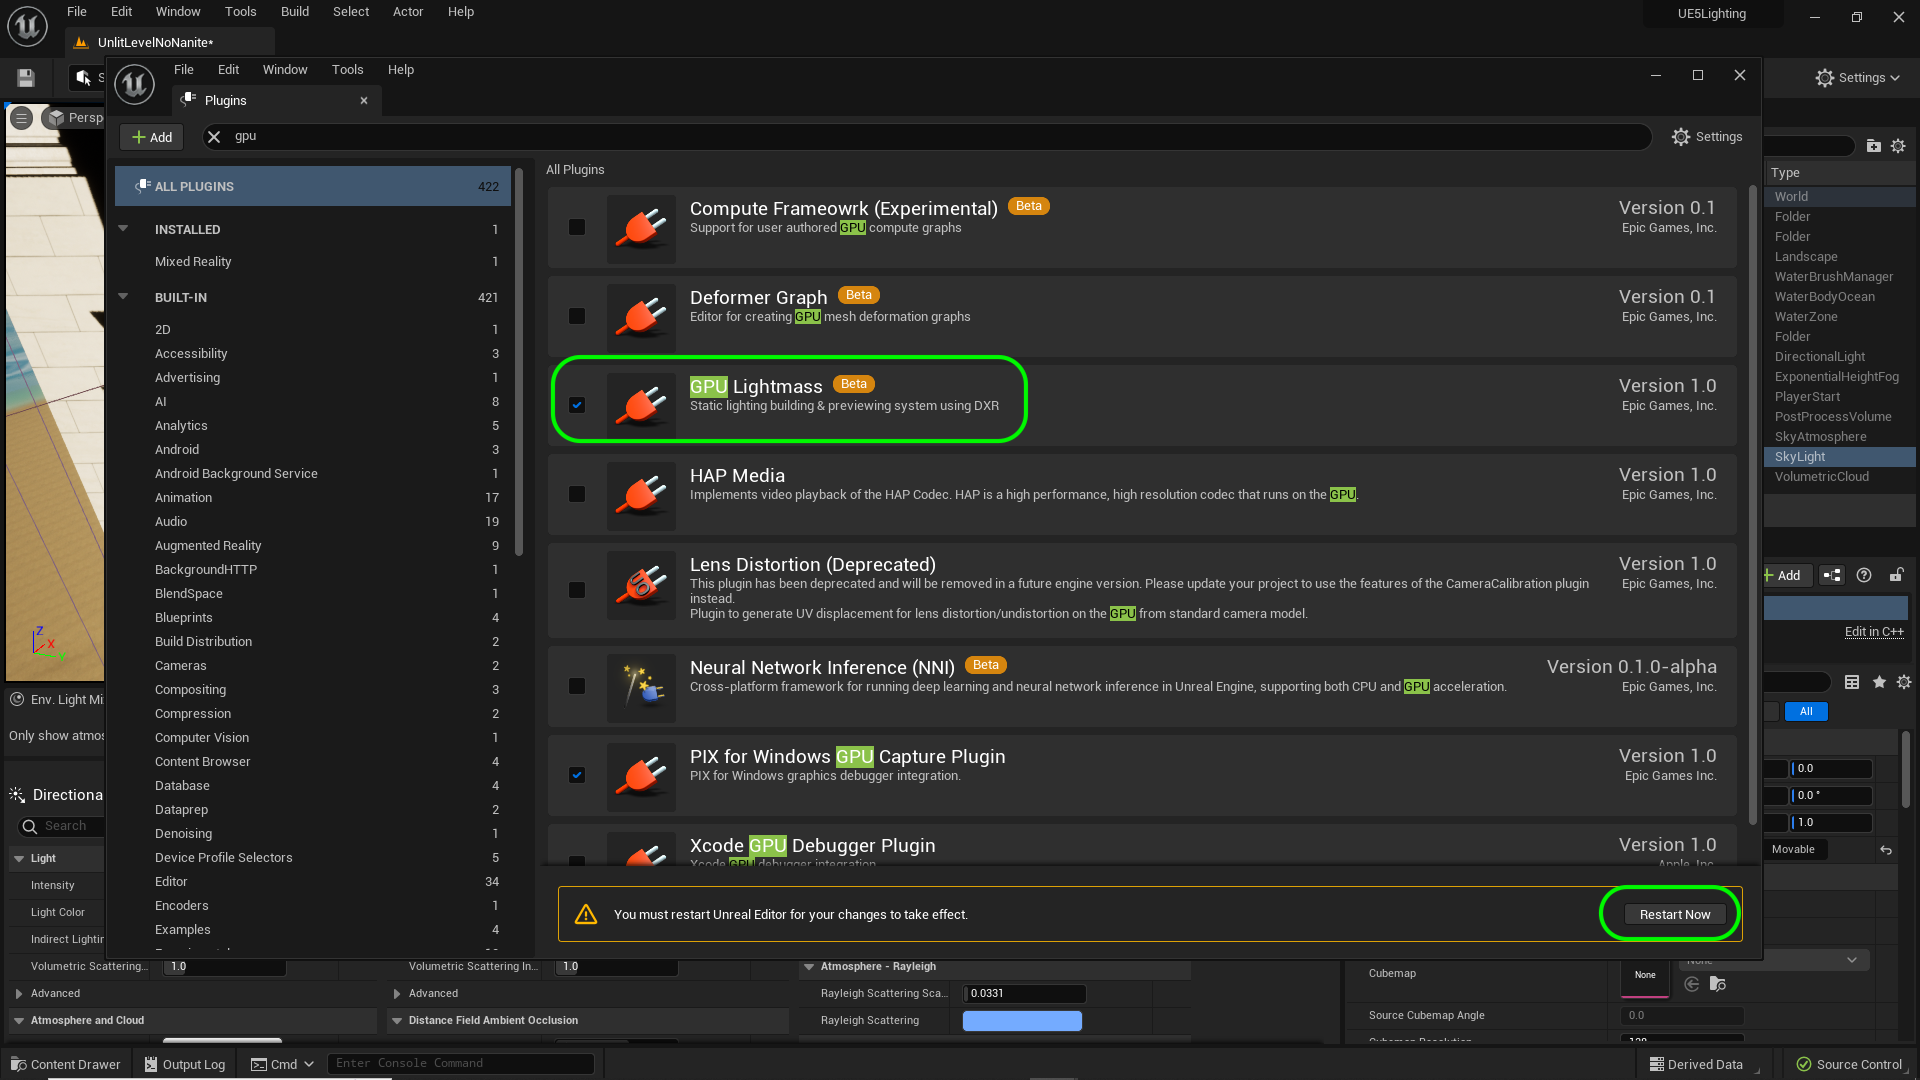 File Edit Window Tools Build Select Actor Help
UE5Lighting
UnlitLevelNoNanite*
S
Settings
File Edit Window Tools Help
Plugins
Persp
Add
gpu
Settings
ALL PLUGINS 422
INSTALLED 1
Mixed Reality 1
BUILT-IN 421
2D 1
Accessibility 3
Advertising 1
AI 8
Analytics 5
Android 3
Android Background Service 1
Animation 17
Audio 19
Augmented Reality 9
BackgroundHTTP 1
BlendSpace 1
Blueprints 4
Build Distribution 2
Cameras 2
Compositing 3
Compression 2
Computer Vision 1
Content Browser 4
Database 4
Dataprep 2
Denoising 1
Device Profile Selectors 5
Editor 34
Encoders 1
Examples 4
All Plugins
Compute Frameowrk (Experimental) Beta
Support for user authored GPU compute graphs
Version 0.1
Epic Games, Inc.
Deformer Graph Beta
Editor for creating GPU mesh deformation graphs
Version 0.1
Epic Games, Inc.
GPU Lightmass Beta
Static lighting building & previewing system using DXR
Version 1.0
Epic Games, Inc.
HAP Media
Implements video playback of the HAP Codec. HAP is a high performance, high resolution codec that runs on the GPU.
Version 1.0
Epic Games, Inc.
Lens Distortion (Deprecated)
This plugin has been deprecated and will be removed in a future engine version. Please update your project to use the features of the CameraCalibration plugin
instead.
Plugin to generate UV displacement for lens distortion/undistortion on the GPU from standard camera model.
Version 1.0
Epic Games, Inc.
Neural Network Inference (NNI) Beta
Cross-platform framework for running deep learning and neural network inference in Unreal Engine, supporting both CPU and GPU acceleration.
Version 0.1.0-alpha
Epic Games, Inc.
PIX for Windows GPU Capture Plugin
PIX for Windows graphics debugger integration.
Version 1.0
Epic Games Inc.
Xcode GPU Debugger Plugin
Xcode GPU debugger integration
Version 1.0
Apple, Inc.
You must restart Unreal Editor for your changes to take effect.
Restart Now
Type
World
Folder
Folder
Landscape
WaterBrushManager
WaterBodyOcean
WaterZone
Folder
DirectionalLight
ExponentialHeightFog
PlayerStart
PostProcessVolume
SkyAtmosphere
SkyLight
VolumetricCloud
Add
Edit in C++
All
0.0
0.0 °
1.0
Movable
Z
X
Y
Env. Light Mi
Only show atmos
Directiona
Search
Light
Intensity
Light Color
Indirect Lightin
Volumetric Scattering... 1.0
Advanced
Atmosphere and Cloud
Volumetric Scattering In... 1.0
Advanced
Distance Field Ambient Occlusion
Atmosphere - Rayleigh
Rayleigh Scattering Sca... 0.0331
Rayleigh Scattering
Cubemap
None
None
Source Cubemap Angle 0.0
Cubemap Resolution 128
Content Drawer Output Log Cmd Enter Console Command
Derived Data Source Control